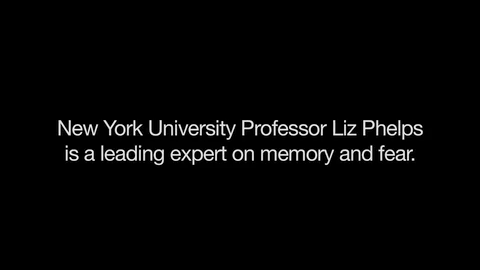 New York University Professor Liz Phelps
is a leading expert on memory and fear.